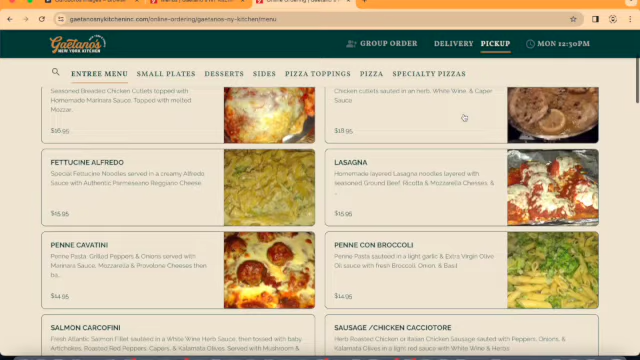 gaetanosnykitcheninc.com/online-ordering/gaetanos-ny-kitchen/menu
Gaetano's
NEW YORK KITCHEN
GROUP ORDER
DELIVERY
PICKUP
MON 12:30PM
ENTREE MENU
SMALL PLATES
DESSERTS
SIDES
PIZZA TOPPINGS
PIZZA
SPECIALTY PIZZAS
Seasoned Breaded Chicken Cutlets topped with
Homemade Marinara Sauce. Topped with melted
Mozzarella.
$16.95
Chicken cutlets sauteed in an herb, White Wine, & Caper
Sauce
$18.95
FETTUCINE ALFREDO
Special Fettucine Noodles served in a creamy Alfredo
Sauce with Authentic Parmeseano Reggiano Cheese.
$15.95
LASAGNA
Homemade layered Lasagna noodles layered with
seasoned Ground Beef, Ricotta & Mozzarella Cheeses, &
...
$15.95
PENNE CAVATINI
Penne Pasta, Grilled Peppers & Onions served with
Marinara Sauce, Mozzarella & Provolone Cheeses then
ba...
$14.95
PENNE CON BROCCOLI
Penne Pasta sauteed in a light garlic & Extra Virgin Olive
Oil sauce with fresh Broccoli, Onion, & Basil
$14.95
SALMON CARCOFINI
Fresh Atlantic Salmon Fillet sauteed in a White Wine Herb Sauce, then tossed with baby
Artichokes, Roasted Red Peppers, Capers, & Kalamata Olives. Served with Mushroom &
SAUSAGE /CHICKEN CACCIOTORE
Herb Roasted Chicken or Italian Chicken Sausage sauteed with Peppers, Onions, &
Kalamata Olives in a light red sauce with White Wine & Herbs.